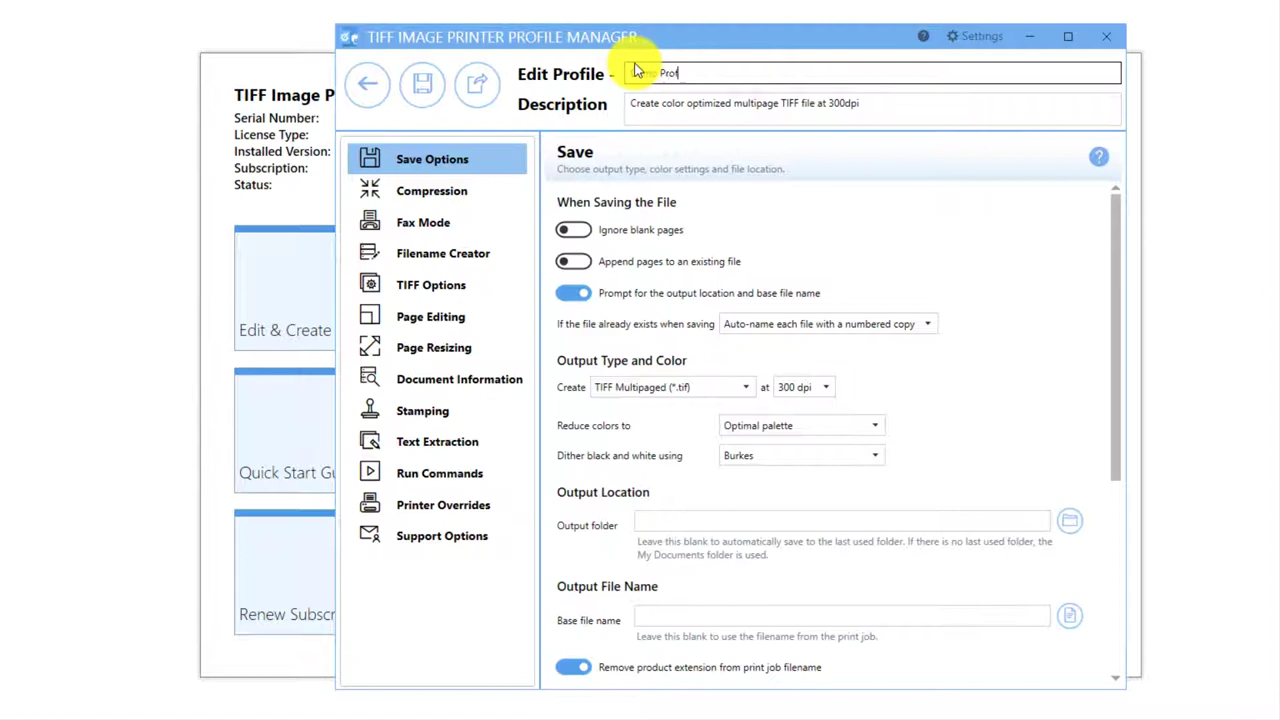 TIFF IMAGE PRINTER PROFILE MANAGER
Settings
Edit Profile - Prof
Description
Create color optimized multipage TIFF file at 300dpi
TIFF Image P
Serial Number:
License Type:
Installed Version:
Subscription:
Status:
Edit & Create
Quick Start Gu
Renew Subscr
Save Options
Compression
Fax Mode
Filename Creator
TIFF Options
Page Editing
Page Resizing
Document Information
Stamping
Text Extraction
Run Commands
Printer Overrides
Support Options
Save
Choose output type, color settings and file location.
When Saving the File
Ignore blank pages
Append pages to an existing file
Prompt for the output location and base file name
If the file already exists when saving Auto-name each file with a numbered copy
Output Type and Color
Create TIFF Multipaged (*.tif) at 300 dpi
Reduce colors to Optimal palette
Dither black and white using Burkes
Output Location
Output folder
Leave this blank to automatically save to the last used folder. If there is no last used folder, the
My Documents folder is used.
Output File Name
Base file name
Leave this blank to use the filename from the print job.
Remove product extension from print job filename